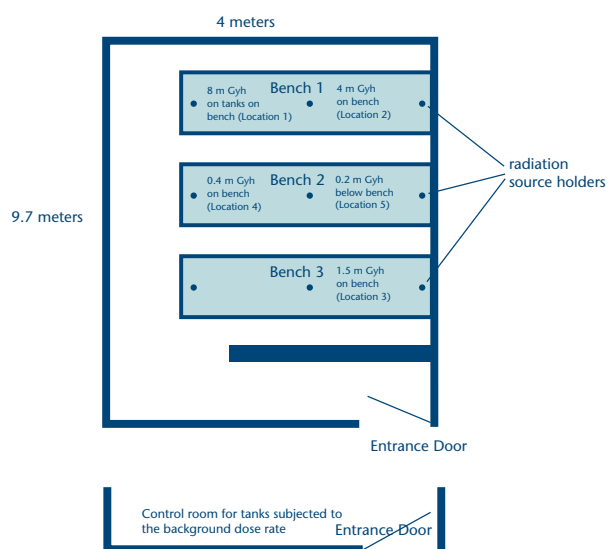 4 meters
8 m Gyh
on tanks on
bench (Location 1)
Bench 1
4 m Gyh
on bench
(Location 2)
radiation
source holders
0.4 m Gyh
on bench
(Location 4)
Bench 2
0.2 m Gyh
below bench
(Location 5)
9.7 meters
Bench 3
1.5 m Gyh
on bench
(Location 3)
Entrance Door
Control room for tanks subjected to
the background dose rate
Entrance Door